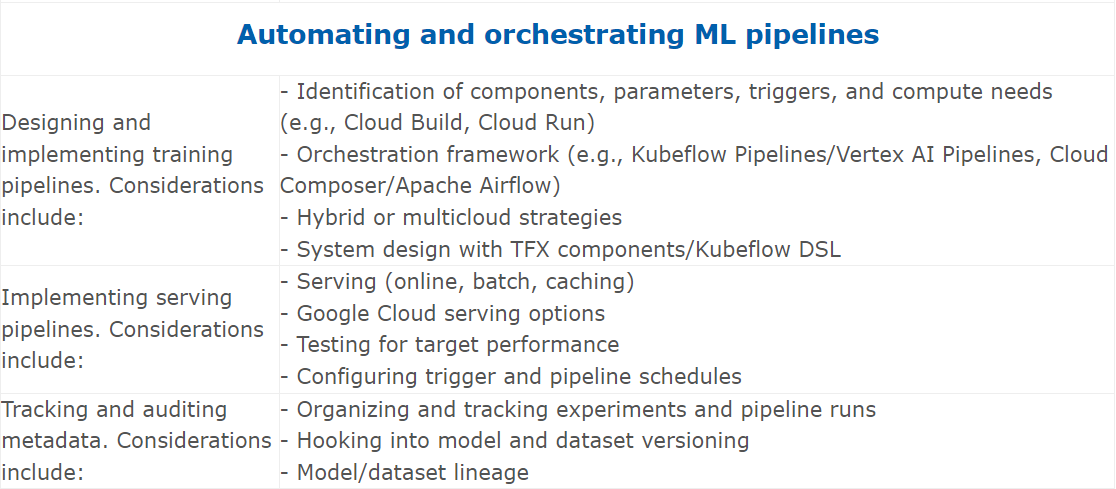 Automating and orchestrating ML pipelines
Designing and
implementing training
pipelines. Considerations
include:
- Identification of components, parameters, triggers, and compute needs
(e.g., Cloud Build, Cloud Run)
- Orchestration framework (e.g., Kubeflow Pipelines/Vertex AI Pipelines, Cloud
Composer/Apache Airflow)
- Hybrid or multicloud strategies
- System design with TFX components/Kubeflow DSL
Implementing serving
pipelines. Considerations
include:
- Serving (online, batch, caching)
- Google Cloud serving options
- Testing for target performance
- Configuring trigger and pipeline schedules
Tracking and auditing
metadata. Considerations
include:
- Organizing and tracking experiments and pipeline runs
- Hooking into model and dataset versioning
- Model/dataset lineage